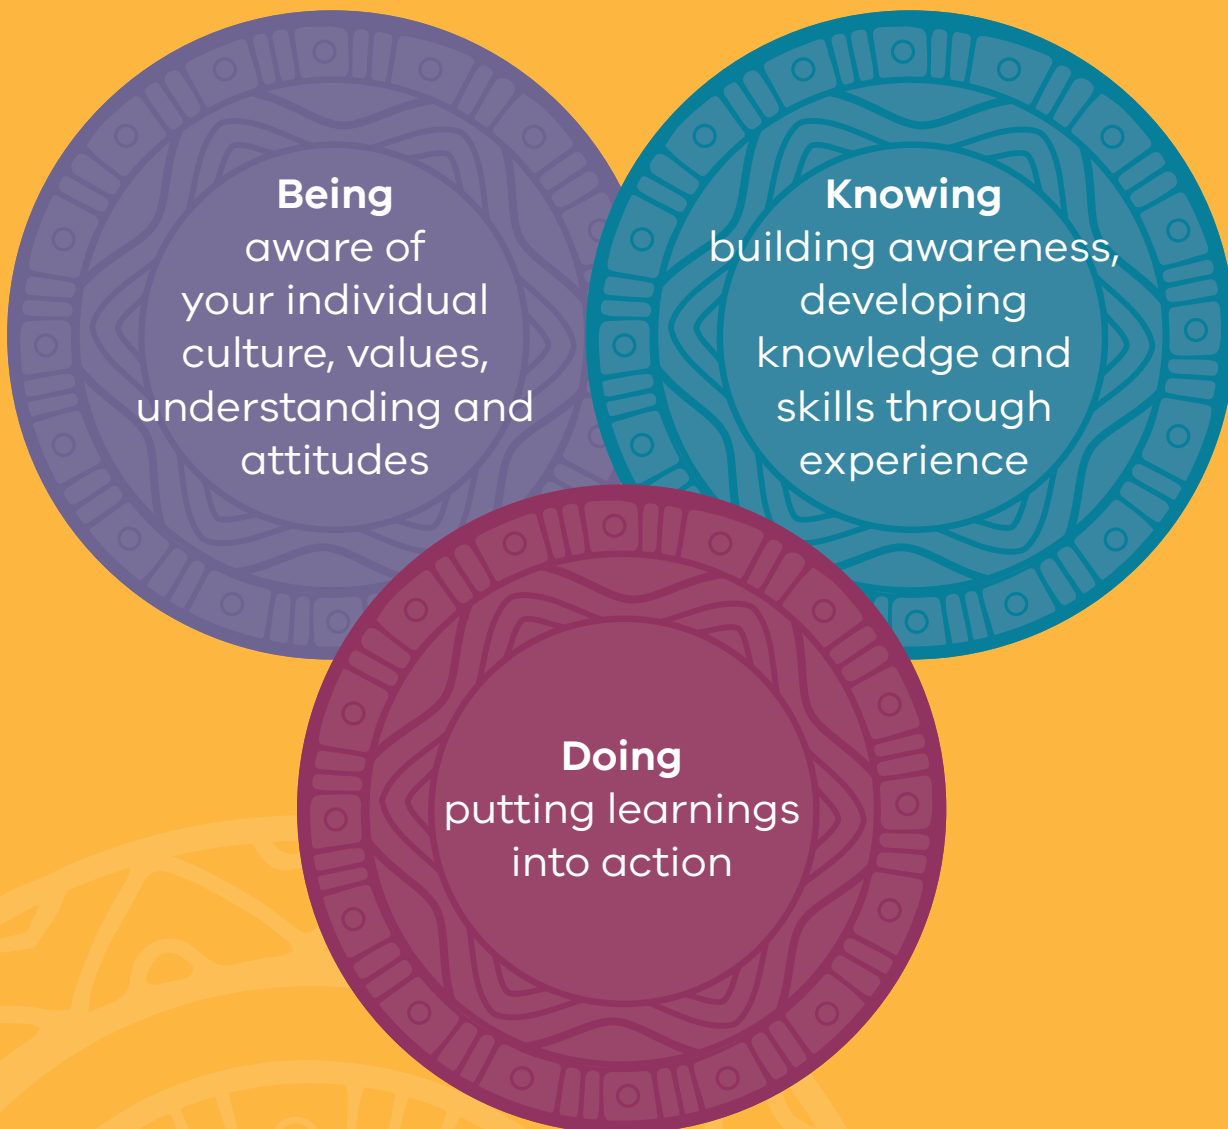 Being
aware of
your individual
culture, values,
understanding and
attitudes
Knowing
building awareness,
developing
knowledge and
skills through
experience
Doing
putting learnings
into action